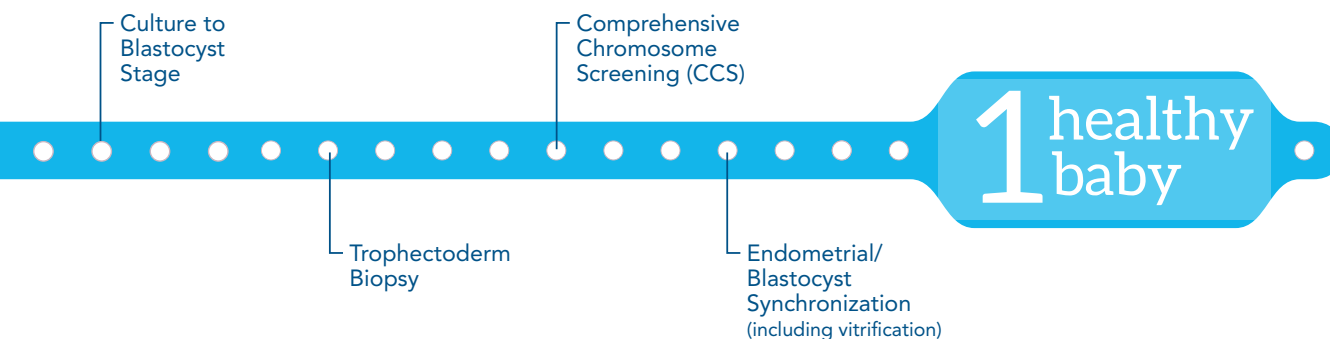 Culture to
Blastocyst
Stage
Comprehensive
Chromosome
Screening (CCS)
1 healthy
baby
Trophectoderm
Biopsy
Endometrial/
Blastocyst
Synchronization
(including vitrification)